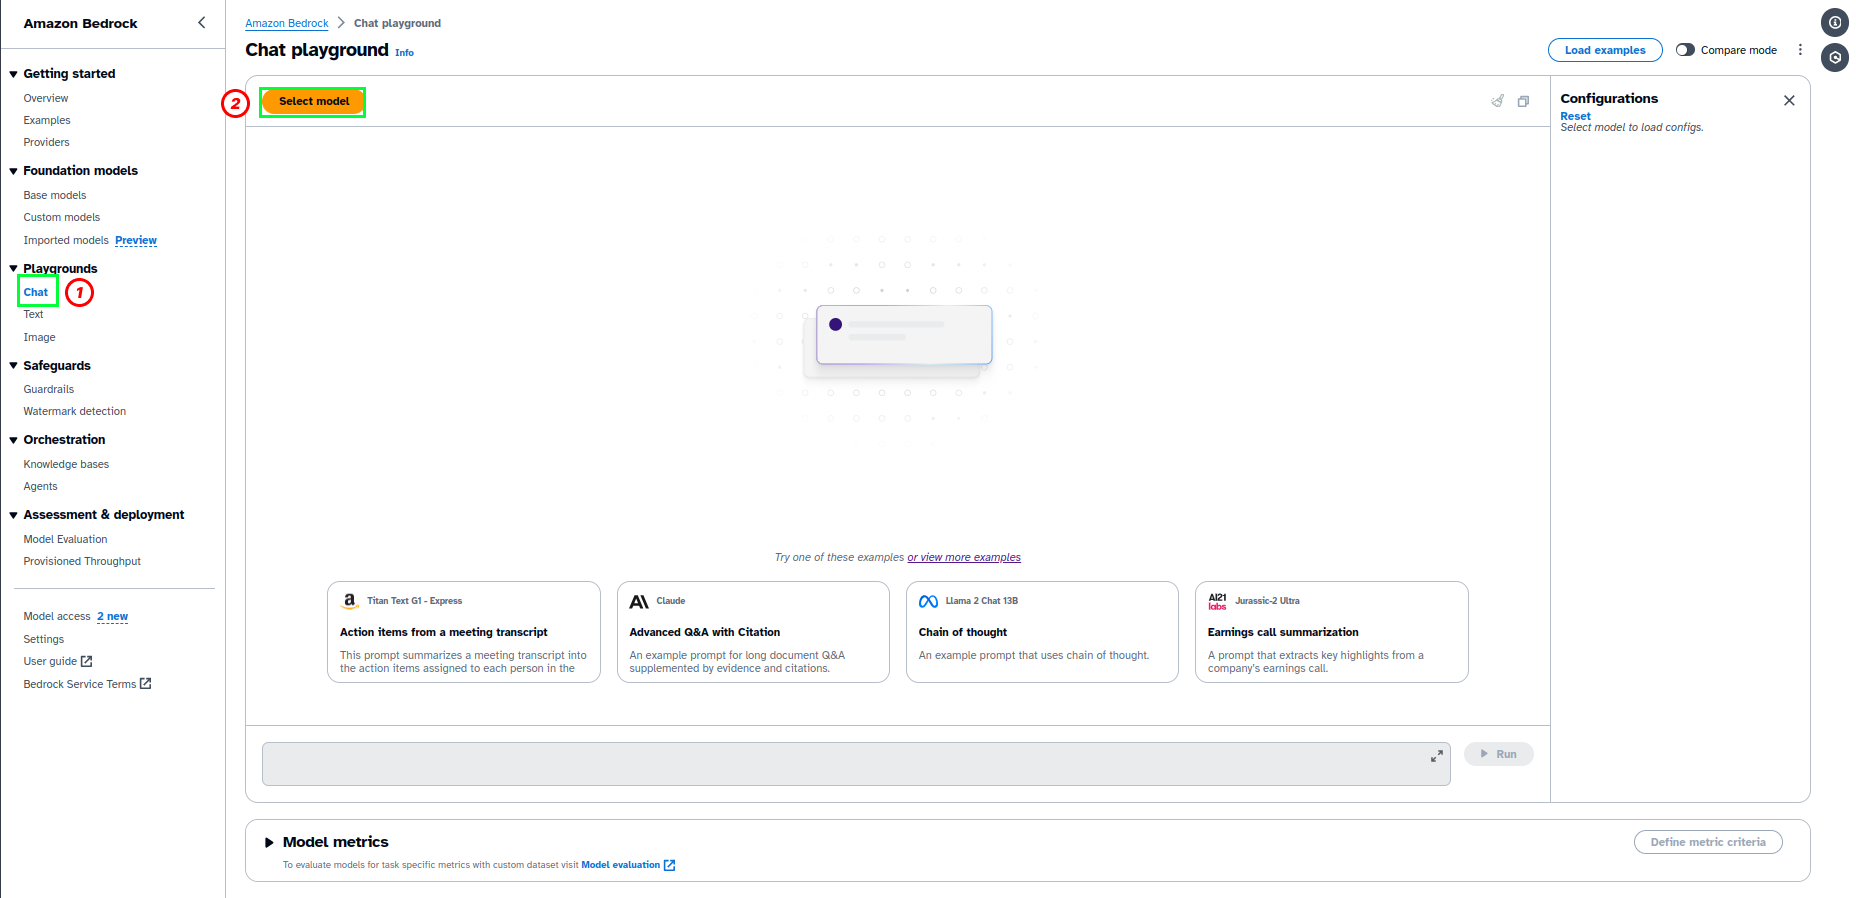 Amazon Bedrock
Getting started
Overview
Examples
Providers
Foundation models
Base models
Custom models
Imported models Preview
Playgrounds
Chat 1
Text
Image
Safeguards
Guardrails
Watermark detection
Orchestration
Knowledge bases
Agents
Assessment & deployment
Model Evaluation
Provisioned Throughput
Model access 2 new
Settings
User guide
Bedrock Service Terms
Amazon Bedrock > Chat playground
Chat playground Info
Load examples
Compare mode
2 Select model
Configurations
Reset
Select model to load configs.
Try one of these examples or view more examples
a Titan Text G1 - Express
Action items from a meeting transcript
This prompt summarizes a meeting transcript into
the action items assigned to each person in the
AI Claude
Advanced Q&A with Citation
An example prompt for long document Q&A
supplemented by evidence and citations.
Llama 2 Chat 13B
Chain of thought
An example prompt that uses chain of thought.
AI21
labs
Jurassic-2 Ultra
Earnings call summarization
A prompt that extracts key highlights from a
company's earnings call.
Run
Model metrics
To evaluate models for task specific metrics with custom dataset visit Model evaluation
Define metric criteria